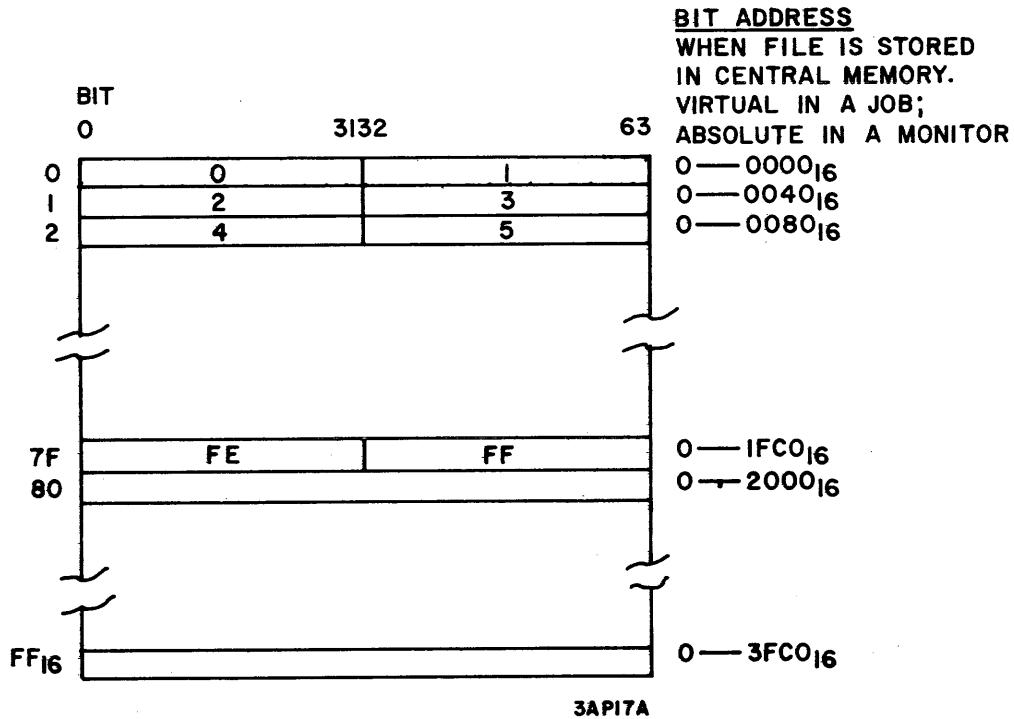 BIT ADDRESS
WHEN FILE IS STORED
IN CENTRAL MEMORY.
VIRTUAL IN A JOB;
ABSOLUTE IN A MONITOR
BIT
0 3132 63
0 0 1 0—0000₁₆
1 2 3 0—0040₁₆
2 4 5 0—0080₁₆
7F FE FF 0—1FC0₁₆
80 0—2000₁₆
FF₁₆ 0—3FC0₁₆
3AP17A